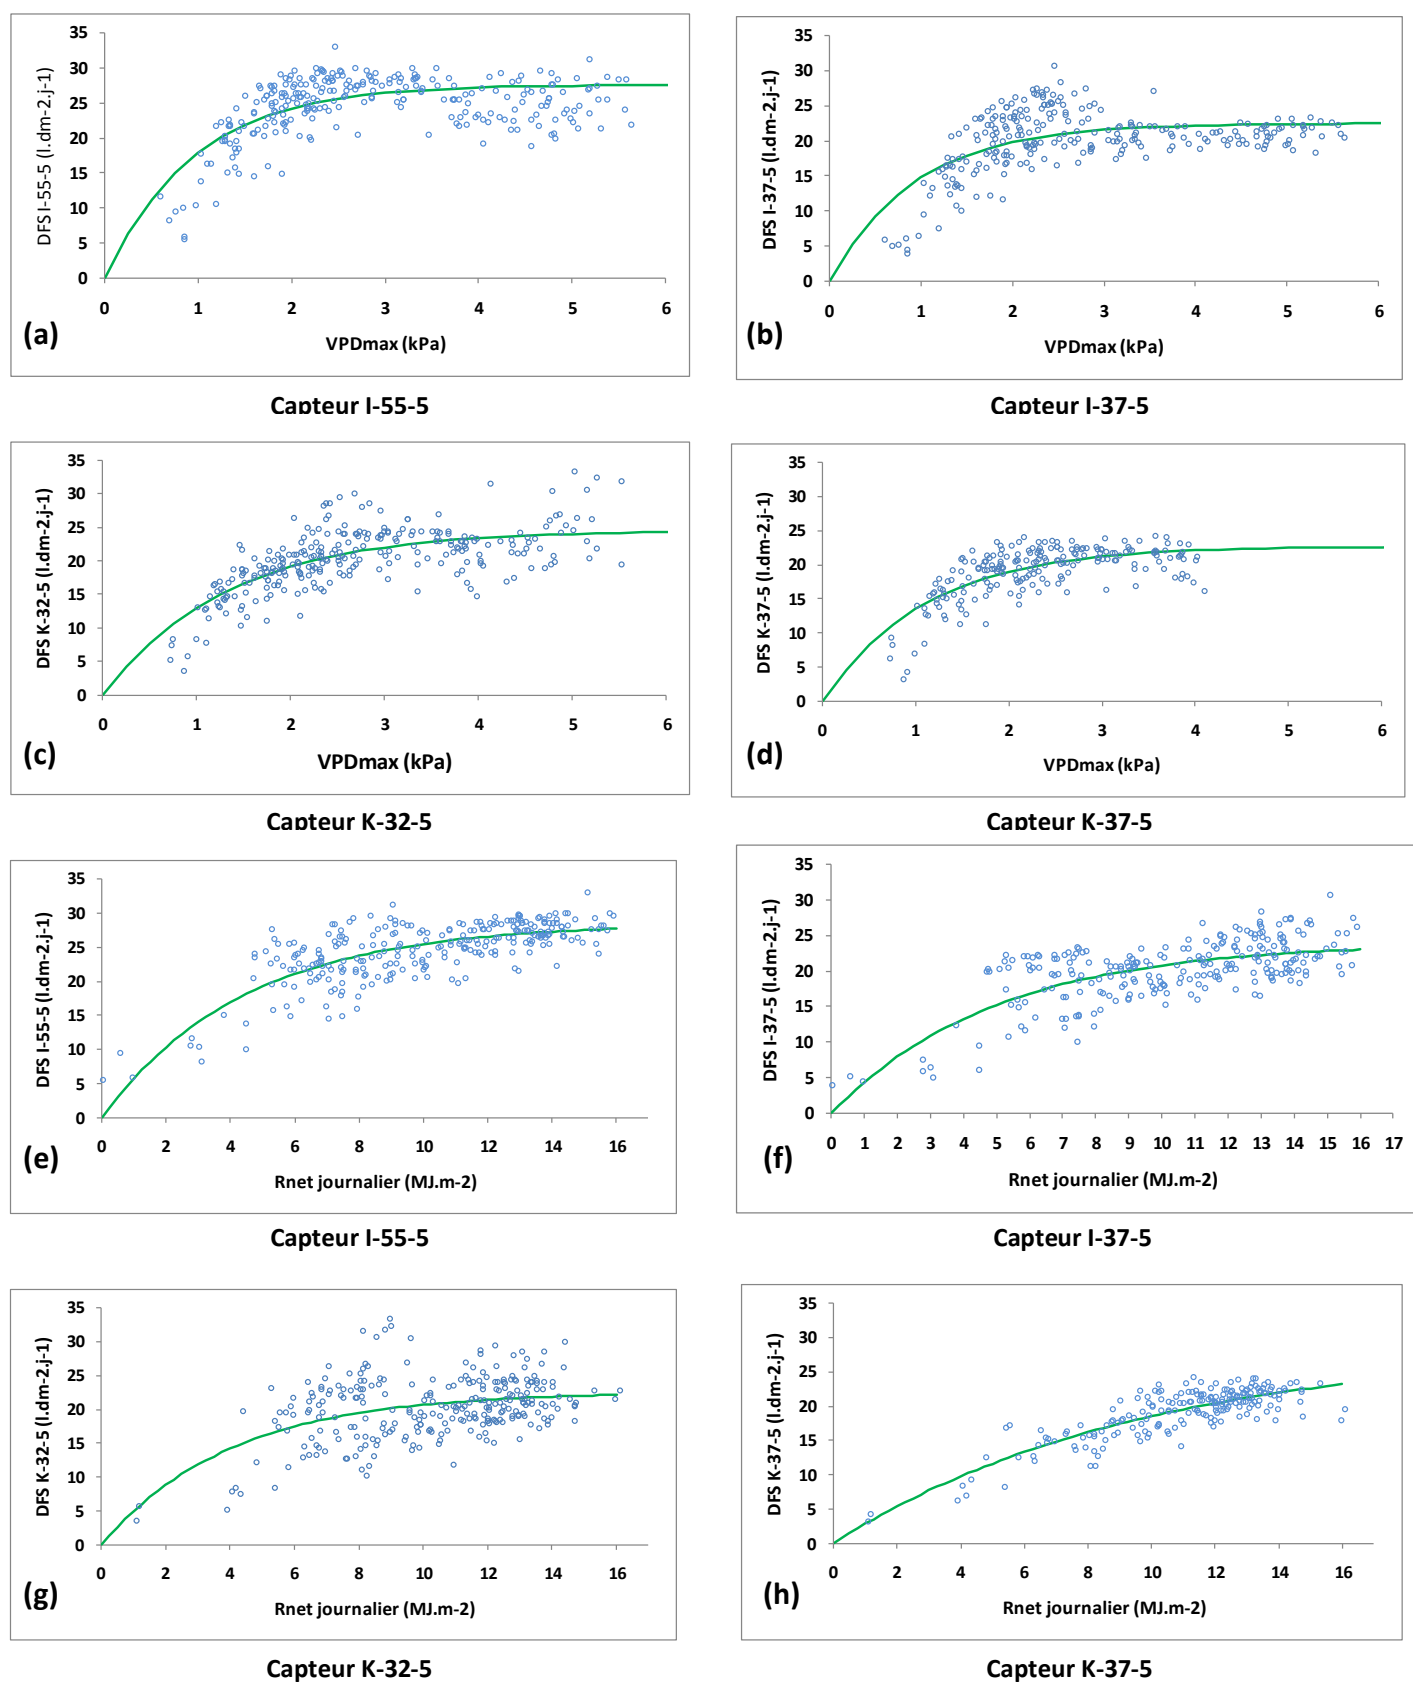 35
30
25
20
15
10
5
0
DFS I-55-5 (l.dm-2.j-1)
0 1 2 3 4 5 6
VPDmax (kPa)
(a)
Capteur I-55-5
35
30
25
20
15
10
5
0
DFS I-37-5 (l.dm-2.j-1)
0 1 2 3 4 5 6
VPDmax (kPa)
(b)
Capteur I-37-5
35
30
25
20
15
10
5
0
DFS K-32-5 (l.dm-2.j-1)
0 1 2 3 4 5 6
VPDmax (kPa)
(c)
Capteur K-32-5
35
30
25
20
15
10
5
0
DFS K-37-5 (l.dm-2.j-1)
0 1 2 3 4 5 6
VPDmax (kPa)
(d)
Capteur K-37-5
35
30
25
20
15
10
5
0
DFS I-55-5 (l.dm-2.j-1)
0 2 4 6 8 10 12 14 16
Rnet journalier (MJ.m-2)
(e)
Capteur I-55-5
35
30
25
20
15
10
5
0
DFS I-37-5 (l.dm-2.j-1)
0 1 2 3 4 5 6 7 8 9 10 11 12 13 14 15 16 17
Rnet journalier (MJ.m-2)
(f)
Capteur I-37-5
35
30
25
20
15
10
5
0
DFS K-32-5 (l.dm-2.j-1)
0 2 4 6 8 10 12 14 16
Rnet journalier (MJ.m-2)
(g)
Capteur K-32-5
35
30
25
20
15
10
5
0
DFS K-37-5 (l.dm-2.j-1)
0 2 4 6 8 10 12 14 16
Rnet journalier (MJ.m-2)
(h)
Capteur K-37-5